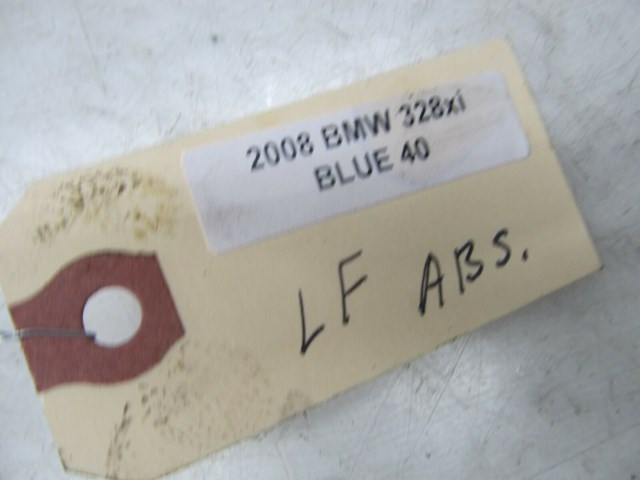 2008 BMW 328xi
BLUE 40
LF ABS.